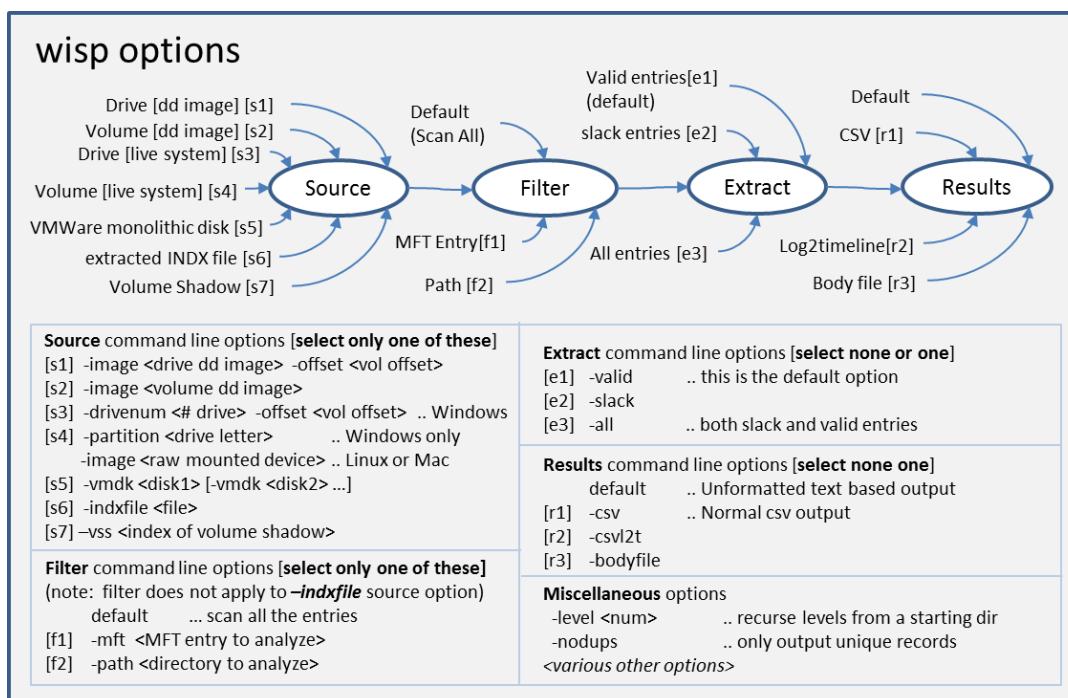 wisp options
Drive [dd image] [s1]
Volume [dd image] [s2]
Drive [live system] [s3]
Volume [live system] [s4]
VMWare monolithic disk [s5]
extracted INDX file [s6]
Volume Shadow [s7]
Source
Default
(Scan All)
Filter
MFT Entry[f1]
Path [f2]
Valid entries[e1]
(default)
slack entries [e2]
Extract
All entries [e3]
Default
CSV [r1]
Results
Log2timeline[r2]
Body file [r3]
Source command line options [select only one of these]
[s1] -image <drive dd image> -offset <vol offset>
[s2] -image <volume dd image>
[s3] -drivenum <# drive> -offset <vol offset> .. Windows
[s4] -partition <drive letter> .. Windows only
-image <raw mounted device> .. Linux or Mac
[s5] -vmdk <disk1> [-vmdk <disk2> ...]
[s6] -indxfile <file>
[s7] –vss <index of volume shadow>
Filter command line options [select only one of these]
(note: filter does not apply to –indxfile source option)
default ... scan all the entries
[f1] -mft <MFT entry to analyze>
[f2] -path <directory to analyze>
Extract command line options [select none or one]
[e1] -valid .. this is the default option
[e2] -slack
[e3] -all .. both slack and valid entries
Results command line options [select none one]
default .. Unformatted text based output
[r1] -csv .. Normal csv output
[r2] -csvl2t
[r3] -bodyfile
Miscellaneous options
-level <num> .. recurse levels from a starting dir
-nodups .. only output unique records
<various other options>